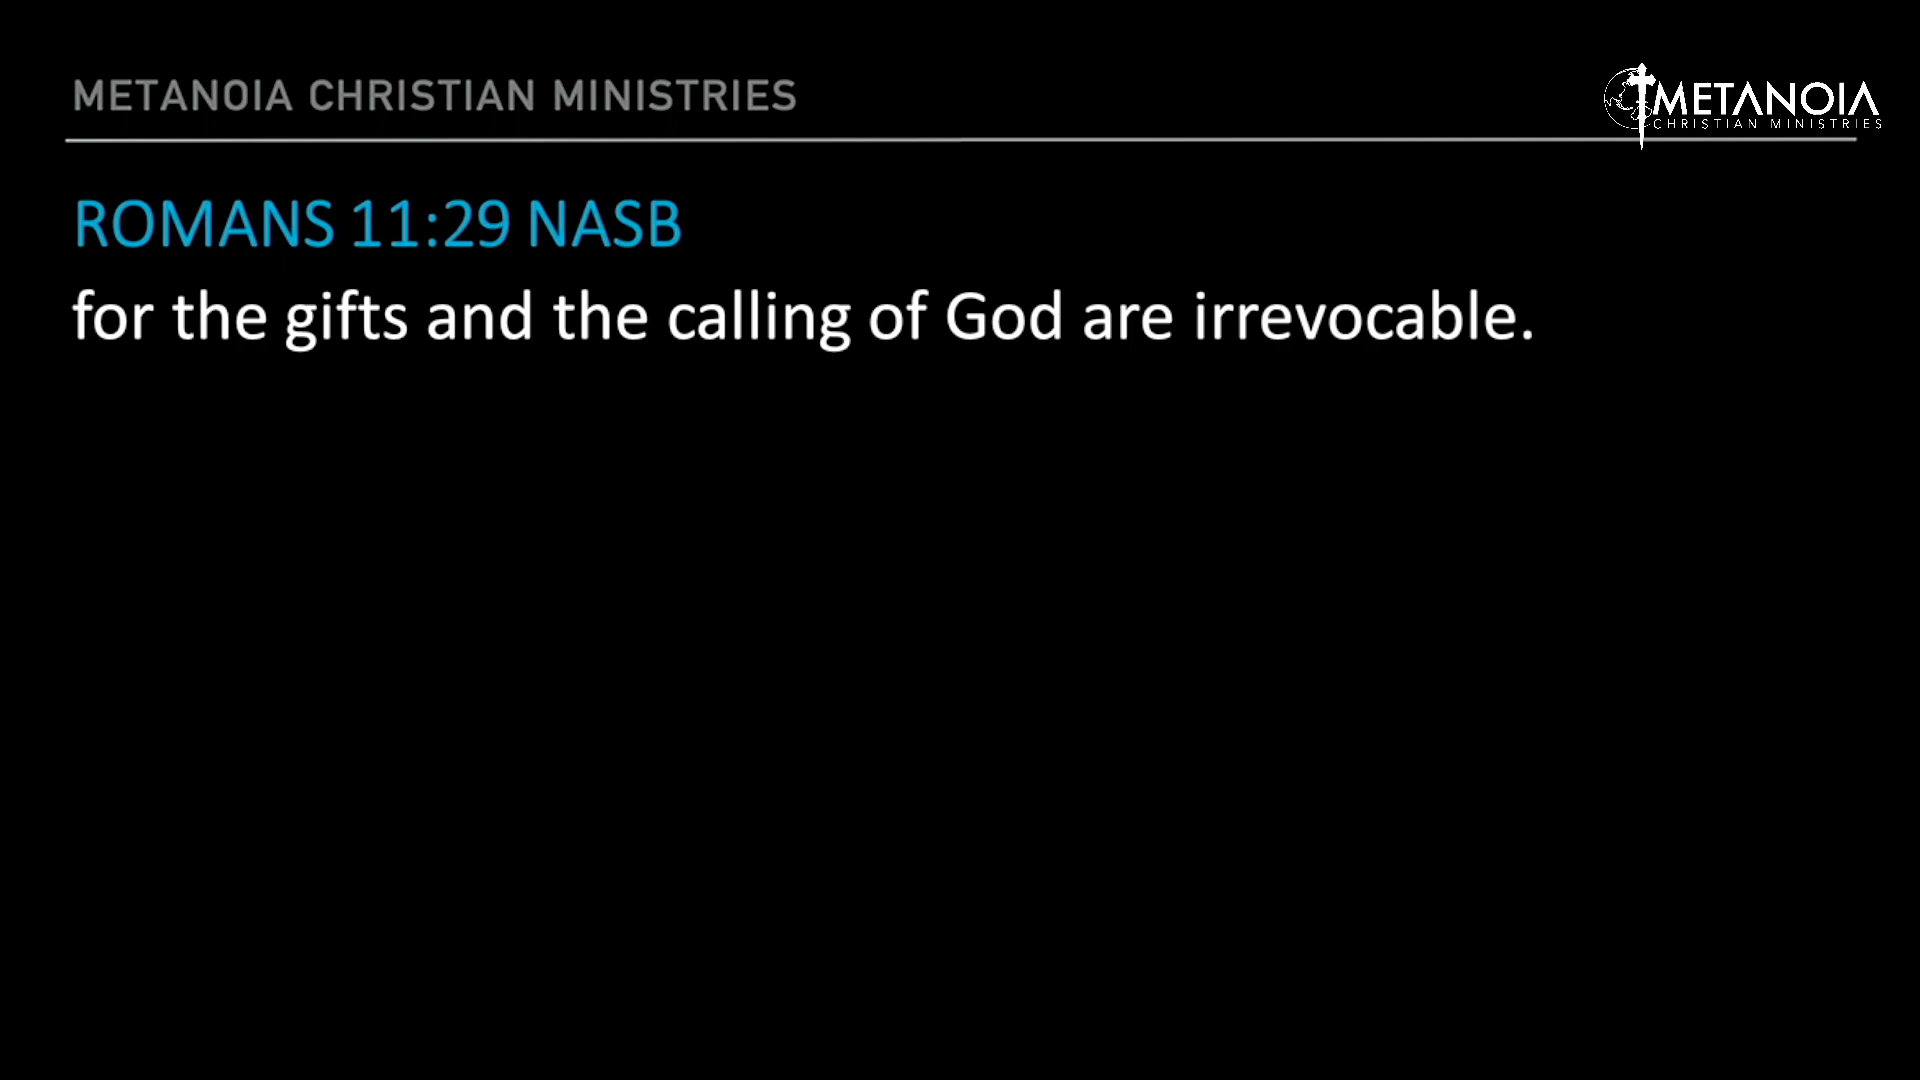 METANOIA CHRISTIAN MINISTRIES
METANOIA
CHRISTIAN MINISTRIES
ROMANS 11:29 NASB
for the gifts and the calling of God are irrevocable.